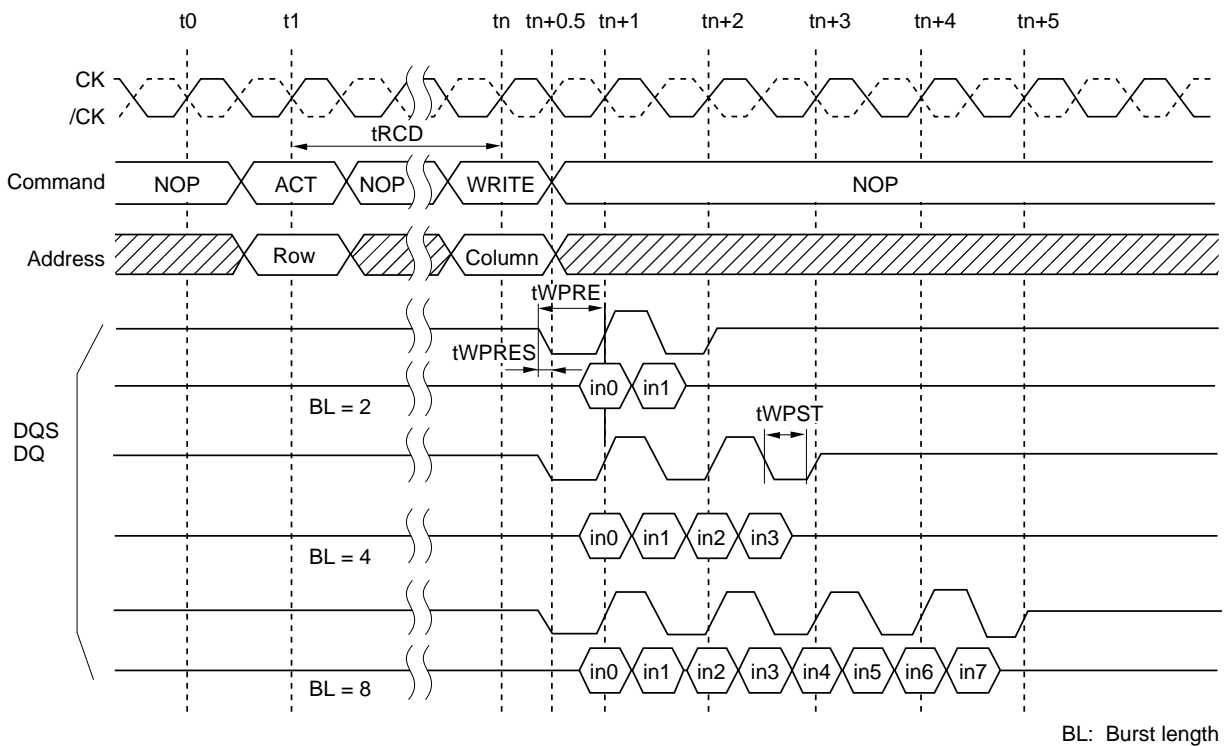 t0 t1 tn tn+0.5 tn+1 tn+2 tn+3 tn+4 tn+5
CK
/CK
tRCD
Command NOP ACT NOP WRITE NOP
Address Row Column
tWPRE
tWPRES
in0 in1
BL = 2
tWPST
DQS
DQ
in0 in1 in2 in3
BL = 4
in0 in1 in2 in3 in4 in5 in6 in7
BL = 8
BL: Burst length